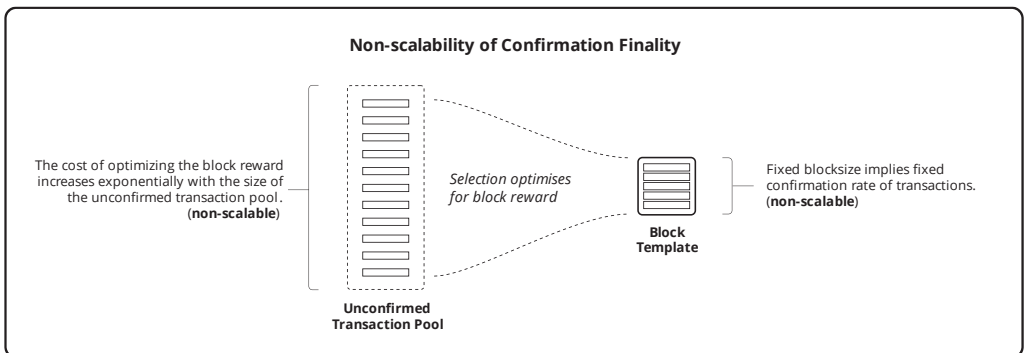 Non-scalability of Confirmation Finality
The cost of optimizing the block reward
increases exponentially with the size of
the unconfirmed transaction pool.
(non-scalable)
Selection optimises
for block reward
Fixed blocksize implies fixed
confirmation rate of transactions.
(non-scalable)
Block
Template
Unconfirmed
Transaction Pool